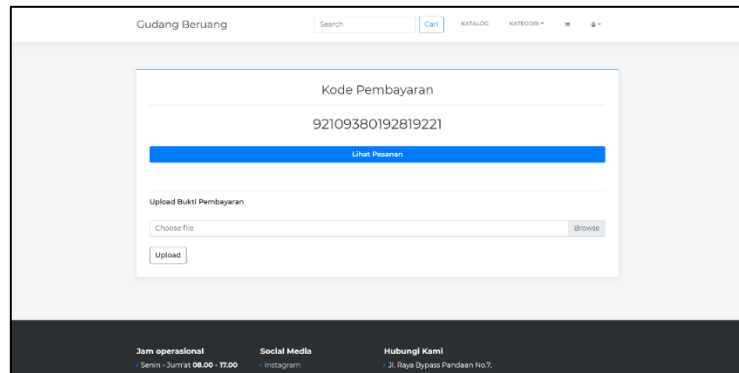 Gudang Beruang
Search
Cari
KATALOG
KATEGORI
Kode Pembayaran
92109380192819221
Lihat Pesanan
Upload Bukti Pembayaran
Choose file
Browse
Upload
Jam operasional
Senin - Jum'at 08.00 - 17.00
Social Media
Instagram
Hubungi Kami
Jl. Raya Bypass Pandaan No.7,